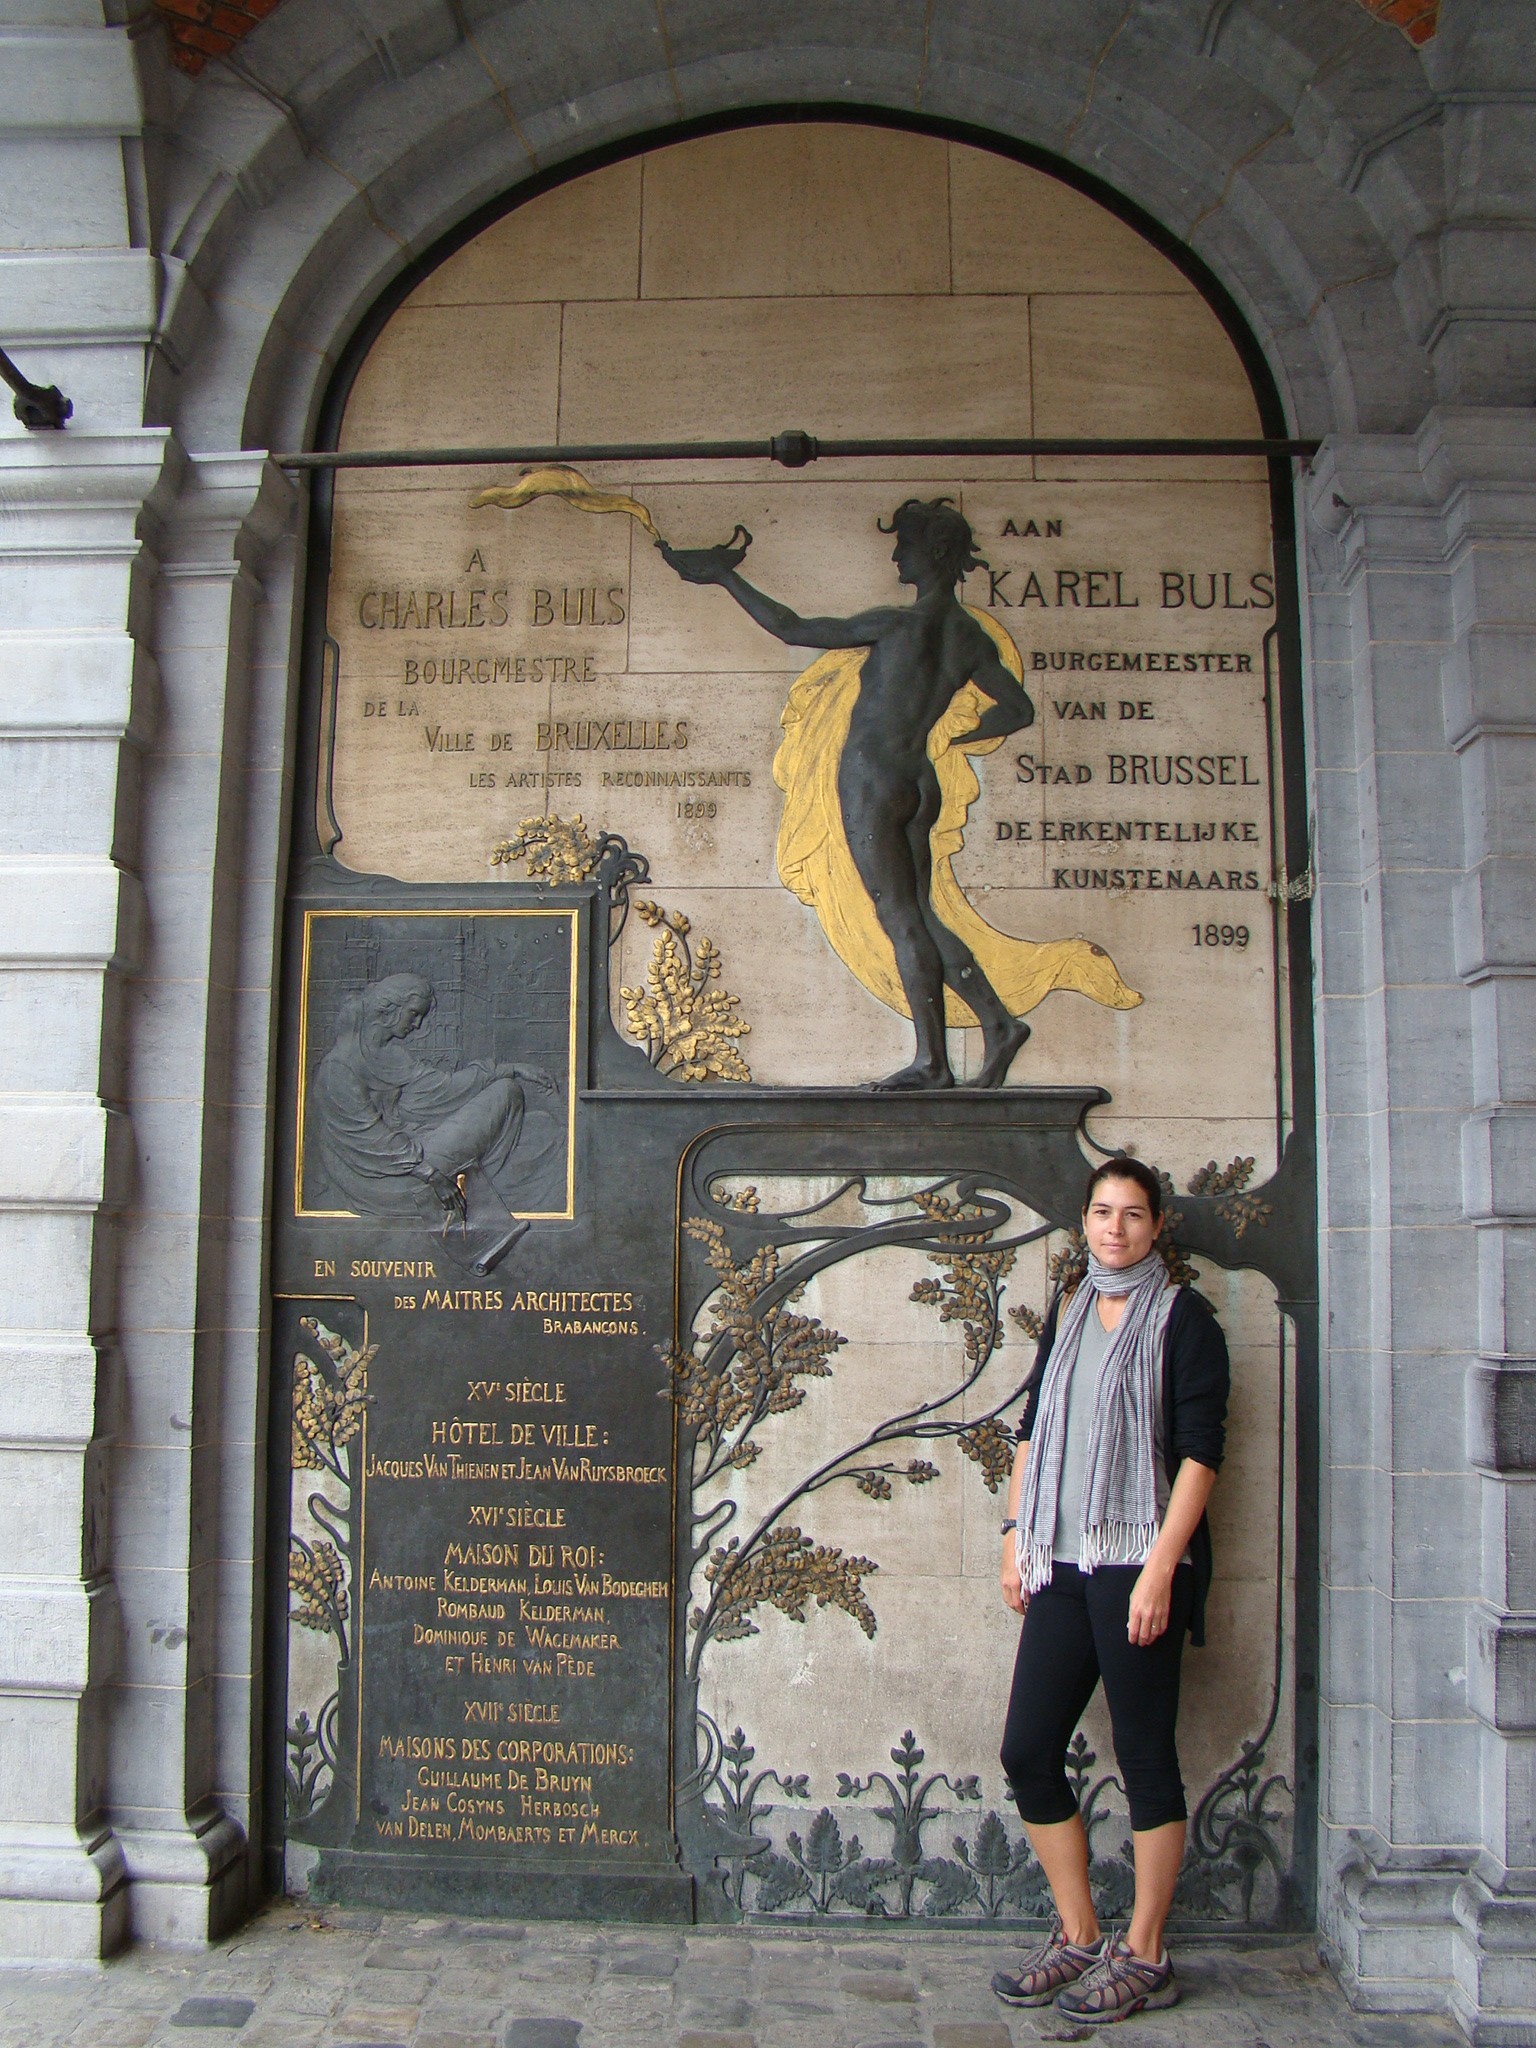 A
CHARLES BULS
BOURGMESTRE
DE LA
VILLE DE BRUXELLES
LES ARTISTES RECONNAISSANTS
1899
AAN
KAREL BULS
BURGEMEESTER
VAN DE
STAD BRUSSEL
DE ERKENTELIJKE
KUNSTENAARS
1899
EN SOUVENIR
DES MAITRES ARCHITECTES
BRABANCONS.
XVᵉ SIÈCLE
HÔTEL DE VILLE:
JACQUES VAN THIENEN ET JEAN VAN RUYSBROECK
XVIᵉ SIÈCLE
MAISON DU ROI:
ANTOINE KELDERMAN, LOUIS VAN BODEGHEM
ROMBAUD KELDERMAN,
DOMINIQUE DE WAGEMAKER
ET HENRI VAN PÈDE
XVIIᵉ SIÈCLE
MAISONS DES CORPORATIONS:
GUILLAUME DE BRUYN
JEAN COSYNS HERBOSCH
VAN DELEN, MOMBAERTS ET MERCX.